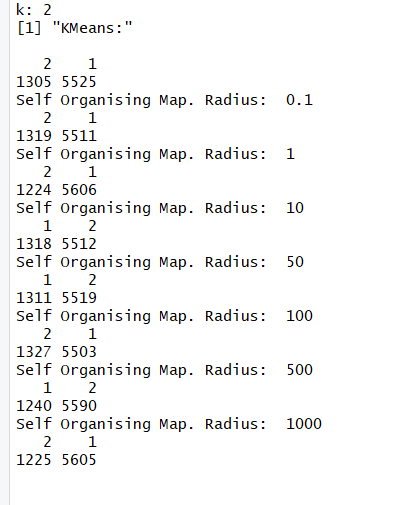 k: 2
[1] "KMeans:"
2 1
1305 5525
Self Organising Map. Radius: 0.1
2 1
1319 5511
Self Organising Map. Radius: 1
2 1
1224 5606
Self Organising Map. Radius: 10
1 2
1318 5512
Self Organising Map. Radius: 50
1 2
1311 5519
Self Organising Map. Radius: 100
2 1
1327 5503
Self Organising Map. Radius: 500
1 2
1240 5590
Self Organising Map. Radius: 1000
2 1
1225 5605